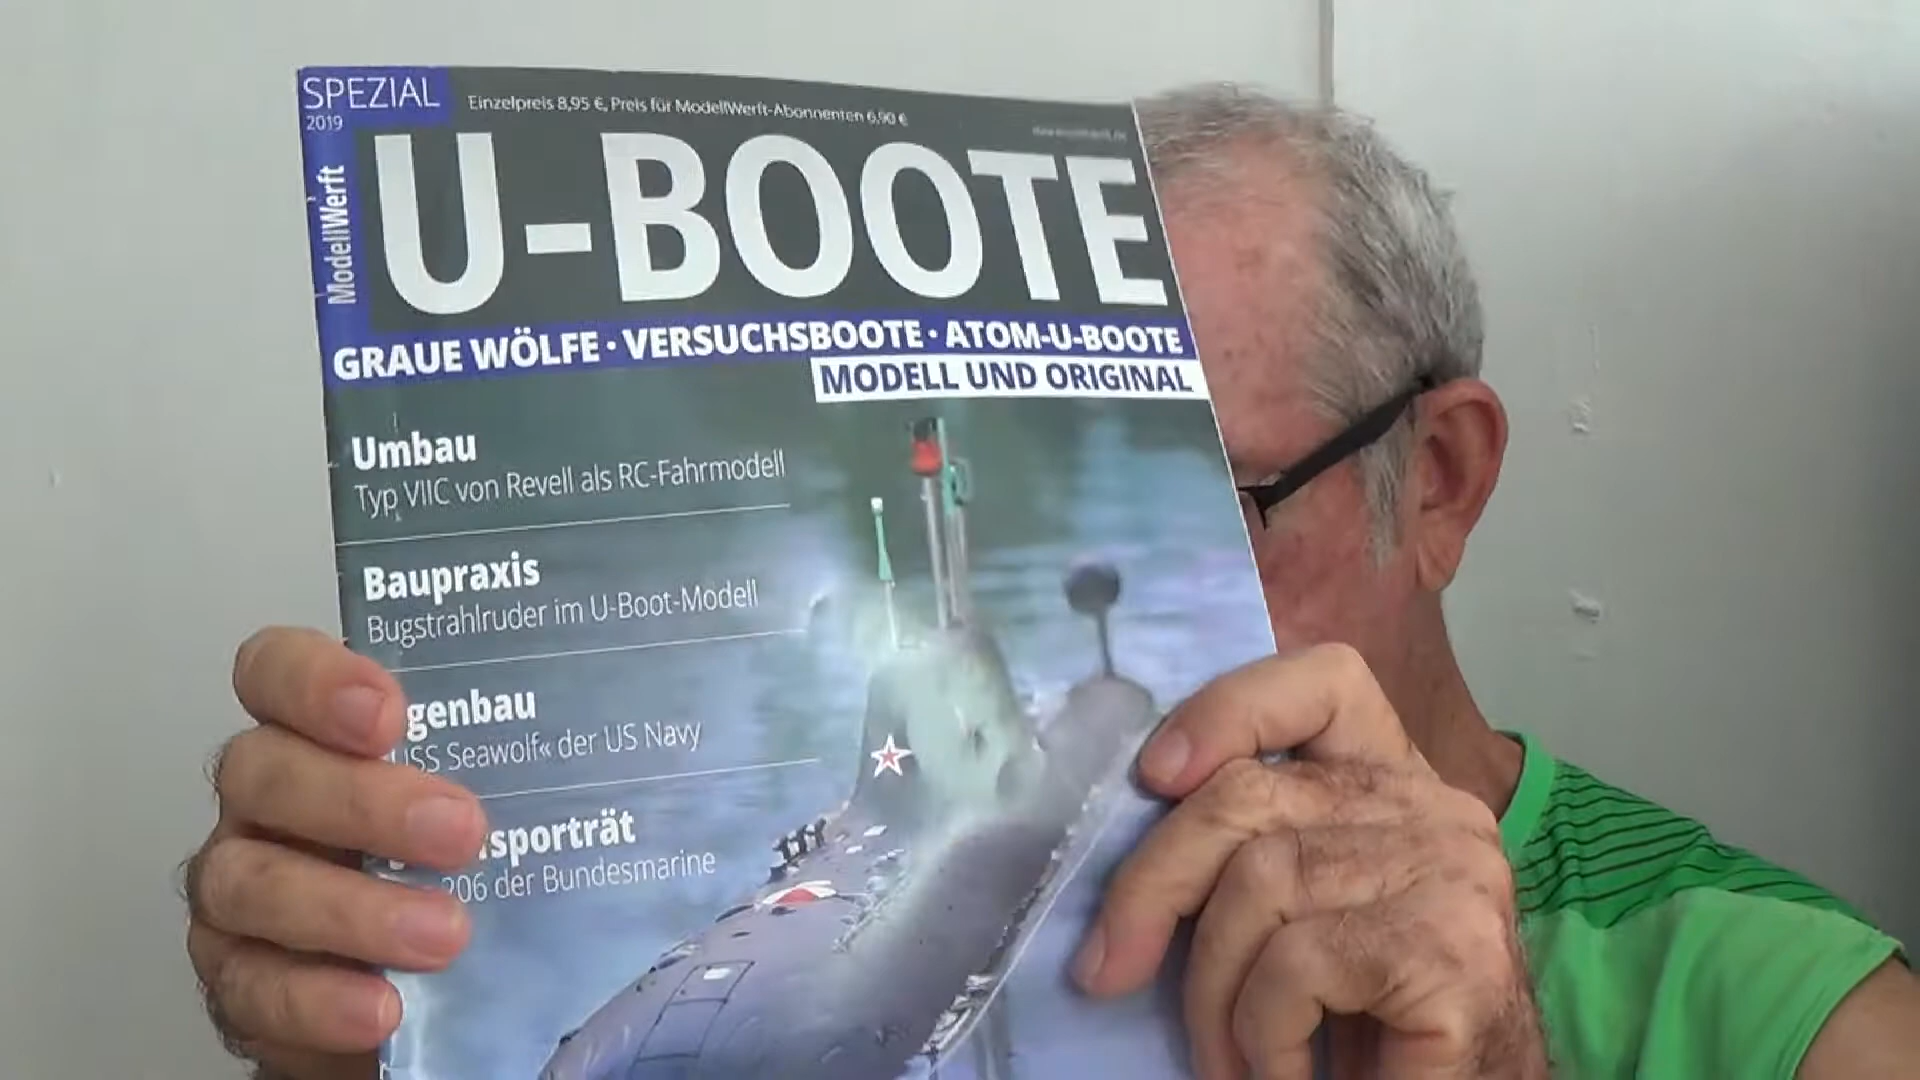 SPEZIAL
2019
Einzelpreis 8,95 €, Preis für ModellWerft-Abonnenten 6,90 €
ModellWerft
U-BOOTE
GRAUE WÖLFE · VERSUCHSBOOTE · ATOM-U-BOOTE
MODELL UND ORIGINAL
Umbau
Typ VIIC von Revell als RC-Fahrmodell
Baupraxis
Bugstrahlruder im U-Boot-Modell
genbau
USS Seawolf« der US Navy
sporträt
206 der Bundesmarine